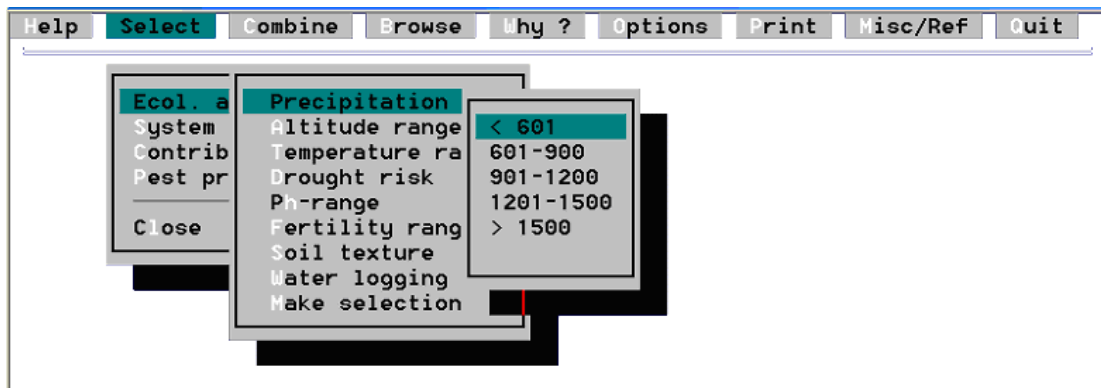 Help Select Combine Browse Why ? Options Print Misc/Ref Quit
Ecol. a
System
Contrib
Pest pr
Close
Precipitation
Altitude range
Temperature ra
Drought risk
Ph-range
Fertility rang
Soil texture
Water logging
Make selection
< 601
601-900
901-1200
1201-1500
> 1500